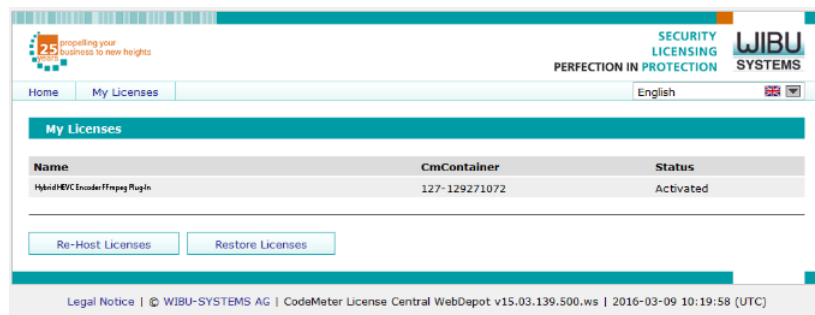 25 years
propelling your
business to new heights
SECURITY
LICENSING
PERFECTION IN PROTECTION
WIBU
SYSTEMS
Home My Licenses English
My Licenses
Name CmContainer Status
Hybrid HEVC Encoder FFmpeg Plug-In 127-129271072 Activated
Re-Host Licenses Restore Licenses
Legal Notice | © WIBU-SYSTEMS AG | CodeMeter License Central WebDepot v15.03.139.500.ws | 2016-03-09 10:19:58 (UTC)